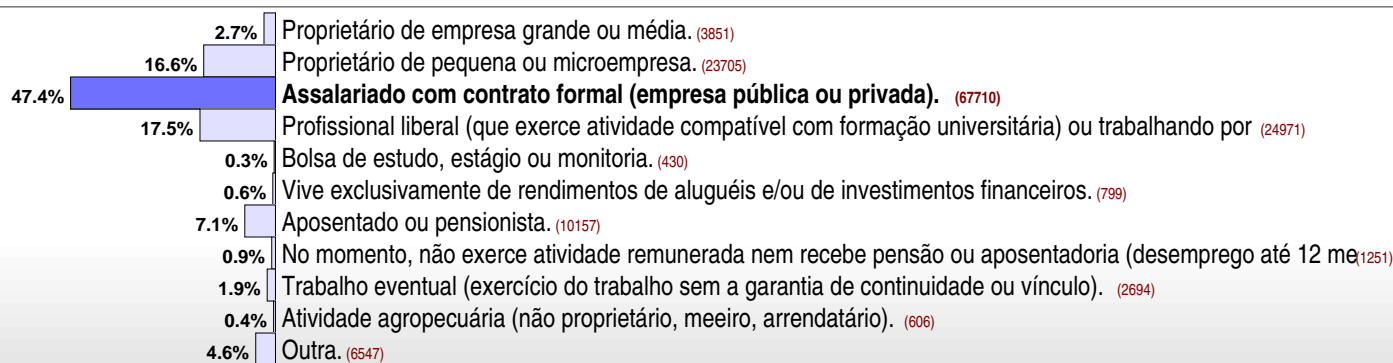 2.7% Proprietário de empresa grande ou média. (3851)
16.6% Proprietário de pequena ou microempresa. (23705)
47.4% Assalariado com contrato formal (empresa pública ou privada). (67710)
17.5% Profissional liberal (que exerce atividade compatível com formação universitária) ou trabalhando por (24971)
0.3% Bolsa de estudo, estágio ou monitoria. (430)
0.6% Vive exclusivamente de rendimentos de aluguéis e/ou de investimentos financeiros. (799)
7.1% Aposentado ou pensionista. (10157)
0.9% No momento, não exerce atividade remunerada nem recebe pensão ou aposentadoria (desemprego até 12 me(1251)
1.9% Trabalho eventual (exercício do trabalho sem a garantia de continuidade ou vínculo). (2694)
0.4% Atividade agropecuária (não proprietário, meeiro, arrendatário). (606)
4.6% Outra. (6547)